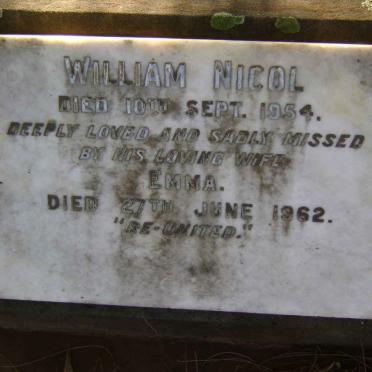 WILLIAM NICOL
DIED 10TH SEPT. 1954.
DEEPLY LOVED AND SADLY MISSED
BY HIS LOVING WIFE
EMMA.
DIED 27TH JUNE 1962.
"RE-UNITED."